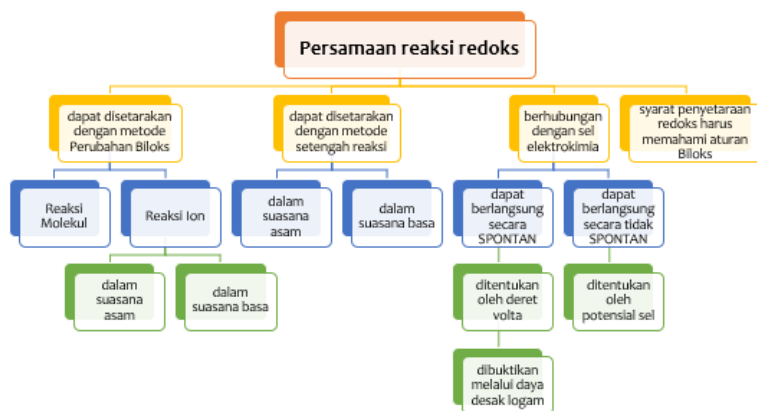 Persamaan reaksi redoks
dapat disetarakan
dengan metode
Perubahan Biloks
dapat disetarakan
dengan metode
setengah reaksi
berhubungan
dengan sel
elektrokimia
syarat penyetaraan
redoks harus
memahami aturan
Biloks
Reaksi
Molekul
Reaksi Ion
dalam
suasana
asam
dalam
suasana basa
dapat
berlangsung
secara
SPONTAN
dapat
berlangsung
secara tidak
SPONTAN
dalam
suasana
asam
dalam
suasana basa
ditentukan
oleh deret
volta
ditentukan
oleh
potensial sel
dibuktikan
melalui daya
desak logam